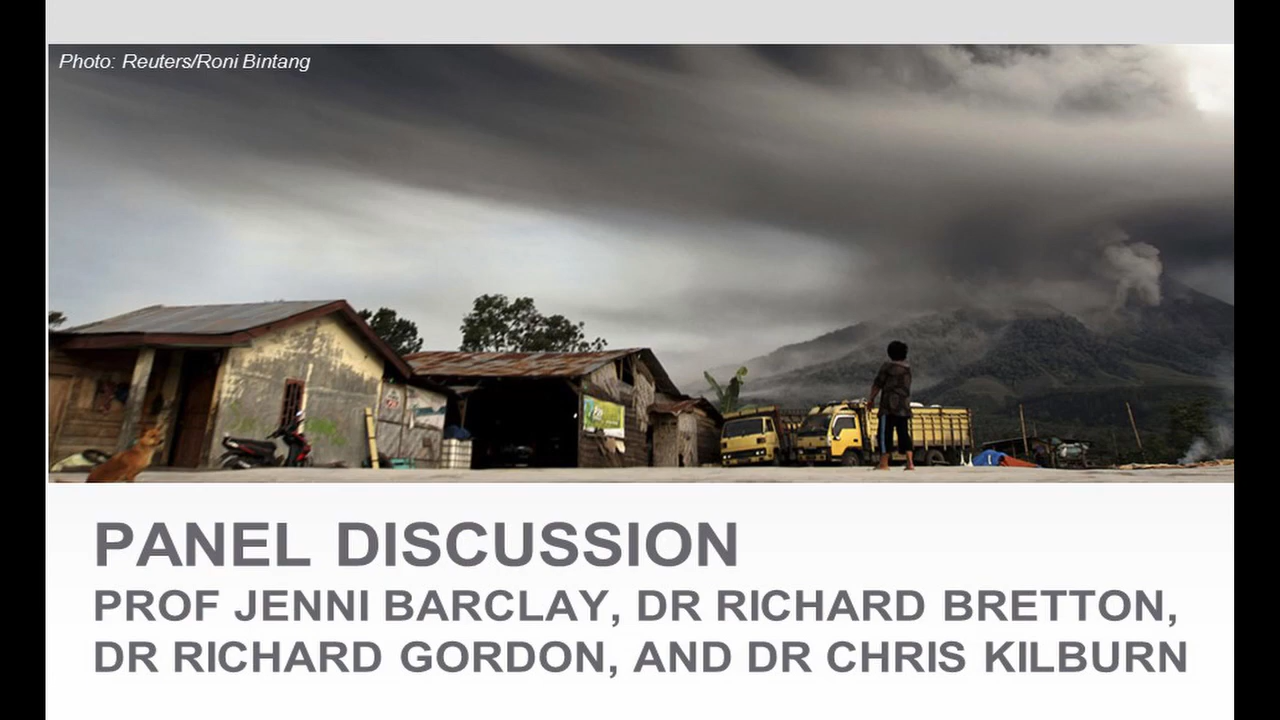 Photo: Reuters/Roni Bintang
PANEL DISCUSSION
PROF JENNI BARCLAY, DR RICHARD BRETTON,
DR RICHARD GORDON, AND DR CHRIS KILBURN